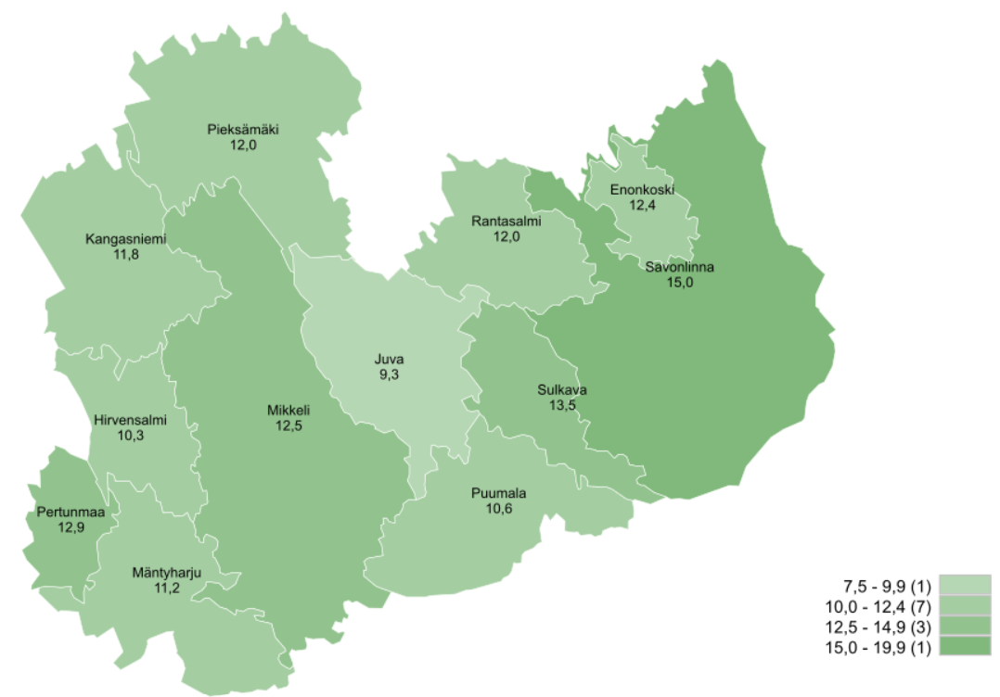 Pieksämäki
12,0
Enonkoski
12,4
Rantasalmi
12,0
Kangasniemi
11,8
Savonlinna
15,0
Juva
9,3
Sulkava
13,5
Mikkeli
12,5
Hirvensalmi
10,3
Puumala
10,6
Pertunmaa
12,9
Mäntyharju
11,2
7,5 - 9,9 (1)
10,0 - 12,4 (7)
12,5 - 14,9 (3)
15,0 - 19,9 (1)